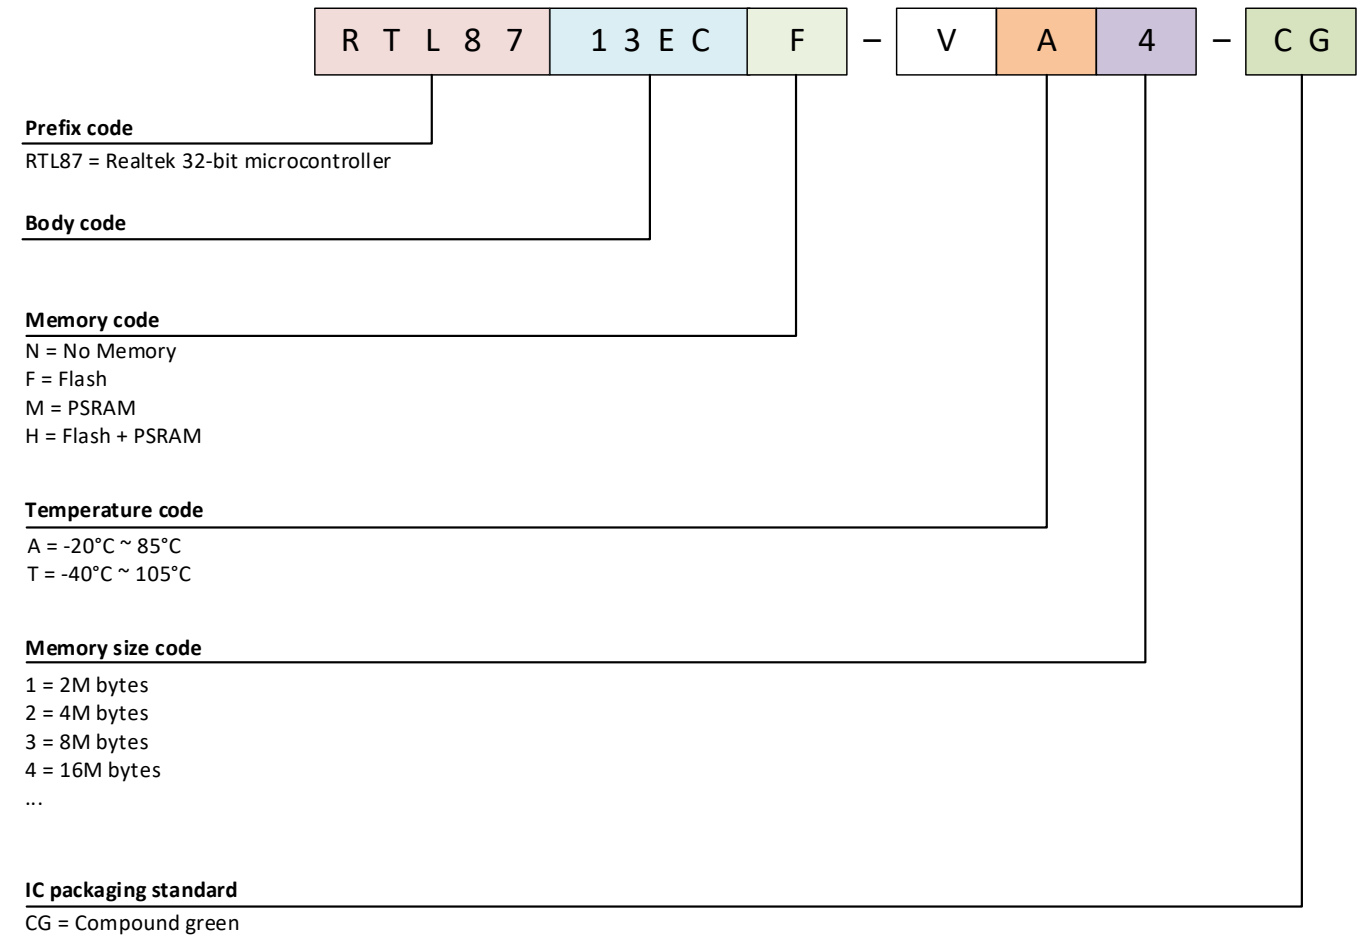 R T L 8 7 1 3 E C F – V A 4 – C G
Prefix code
RTL87 = Realtek 32-bit microcontroller
Body code
Memory code
N = No Memory
F = Flash
M = PSRAM
H = Flash + PSRAM
Temperature code
A = -20°C ~ 85°C
T = -40°C ~ 105°C
Memory size code
1 = 2M bytes
2 = 4M bytes
3 = 8M bytes
4 = 16M bytes
...
IC packaging standard
CG = Compound green